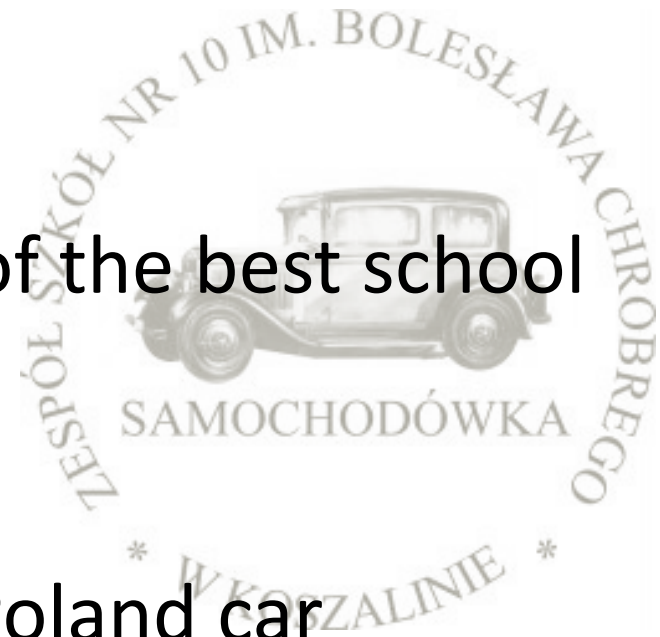 ZESPÓŁ SZKÓŁ NR 10 IM. BOLESŁAWA CHROBREGO
of the best school
SAMOCHODÓWKA
* W KOSZALINIE *
oland car